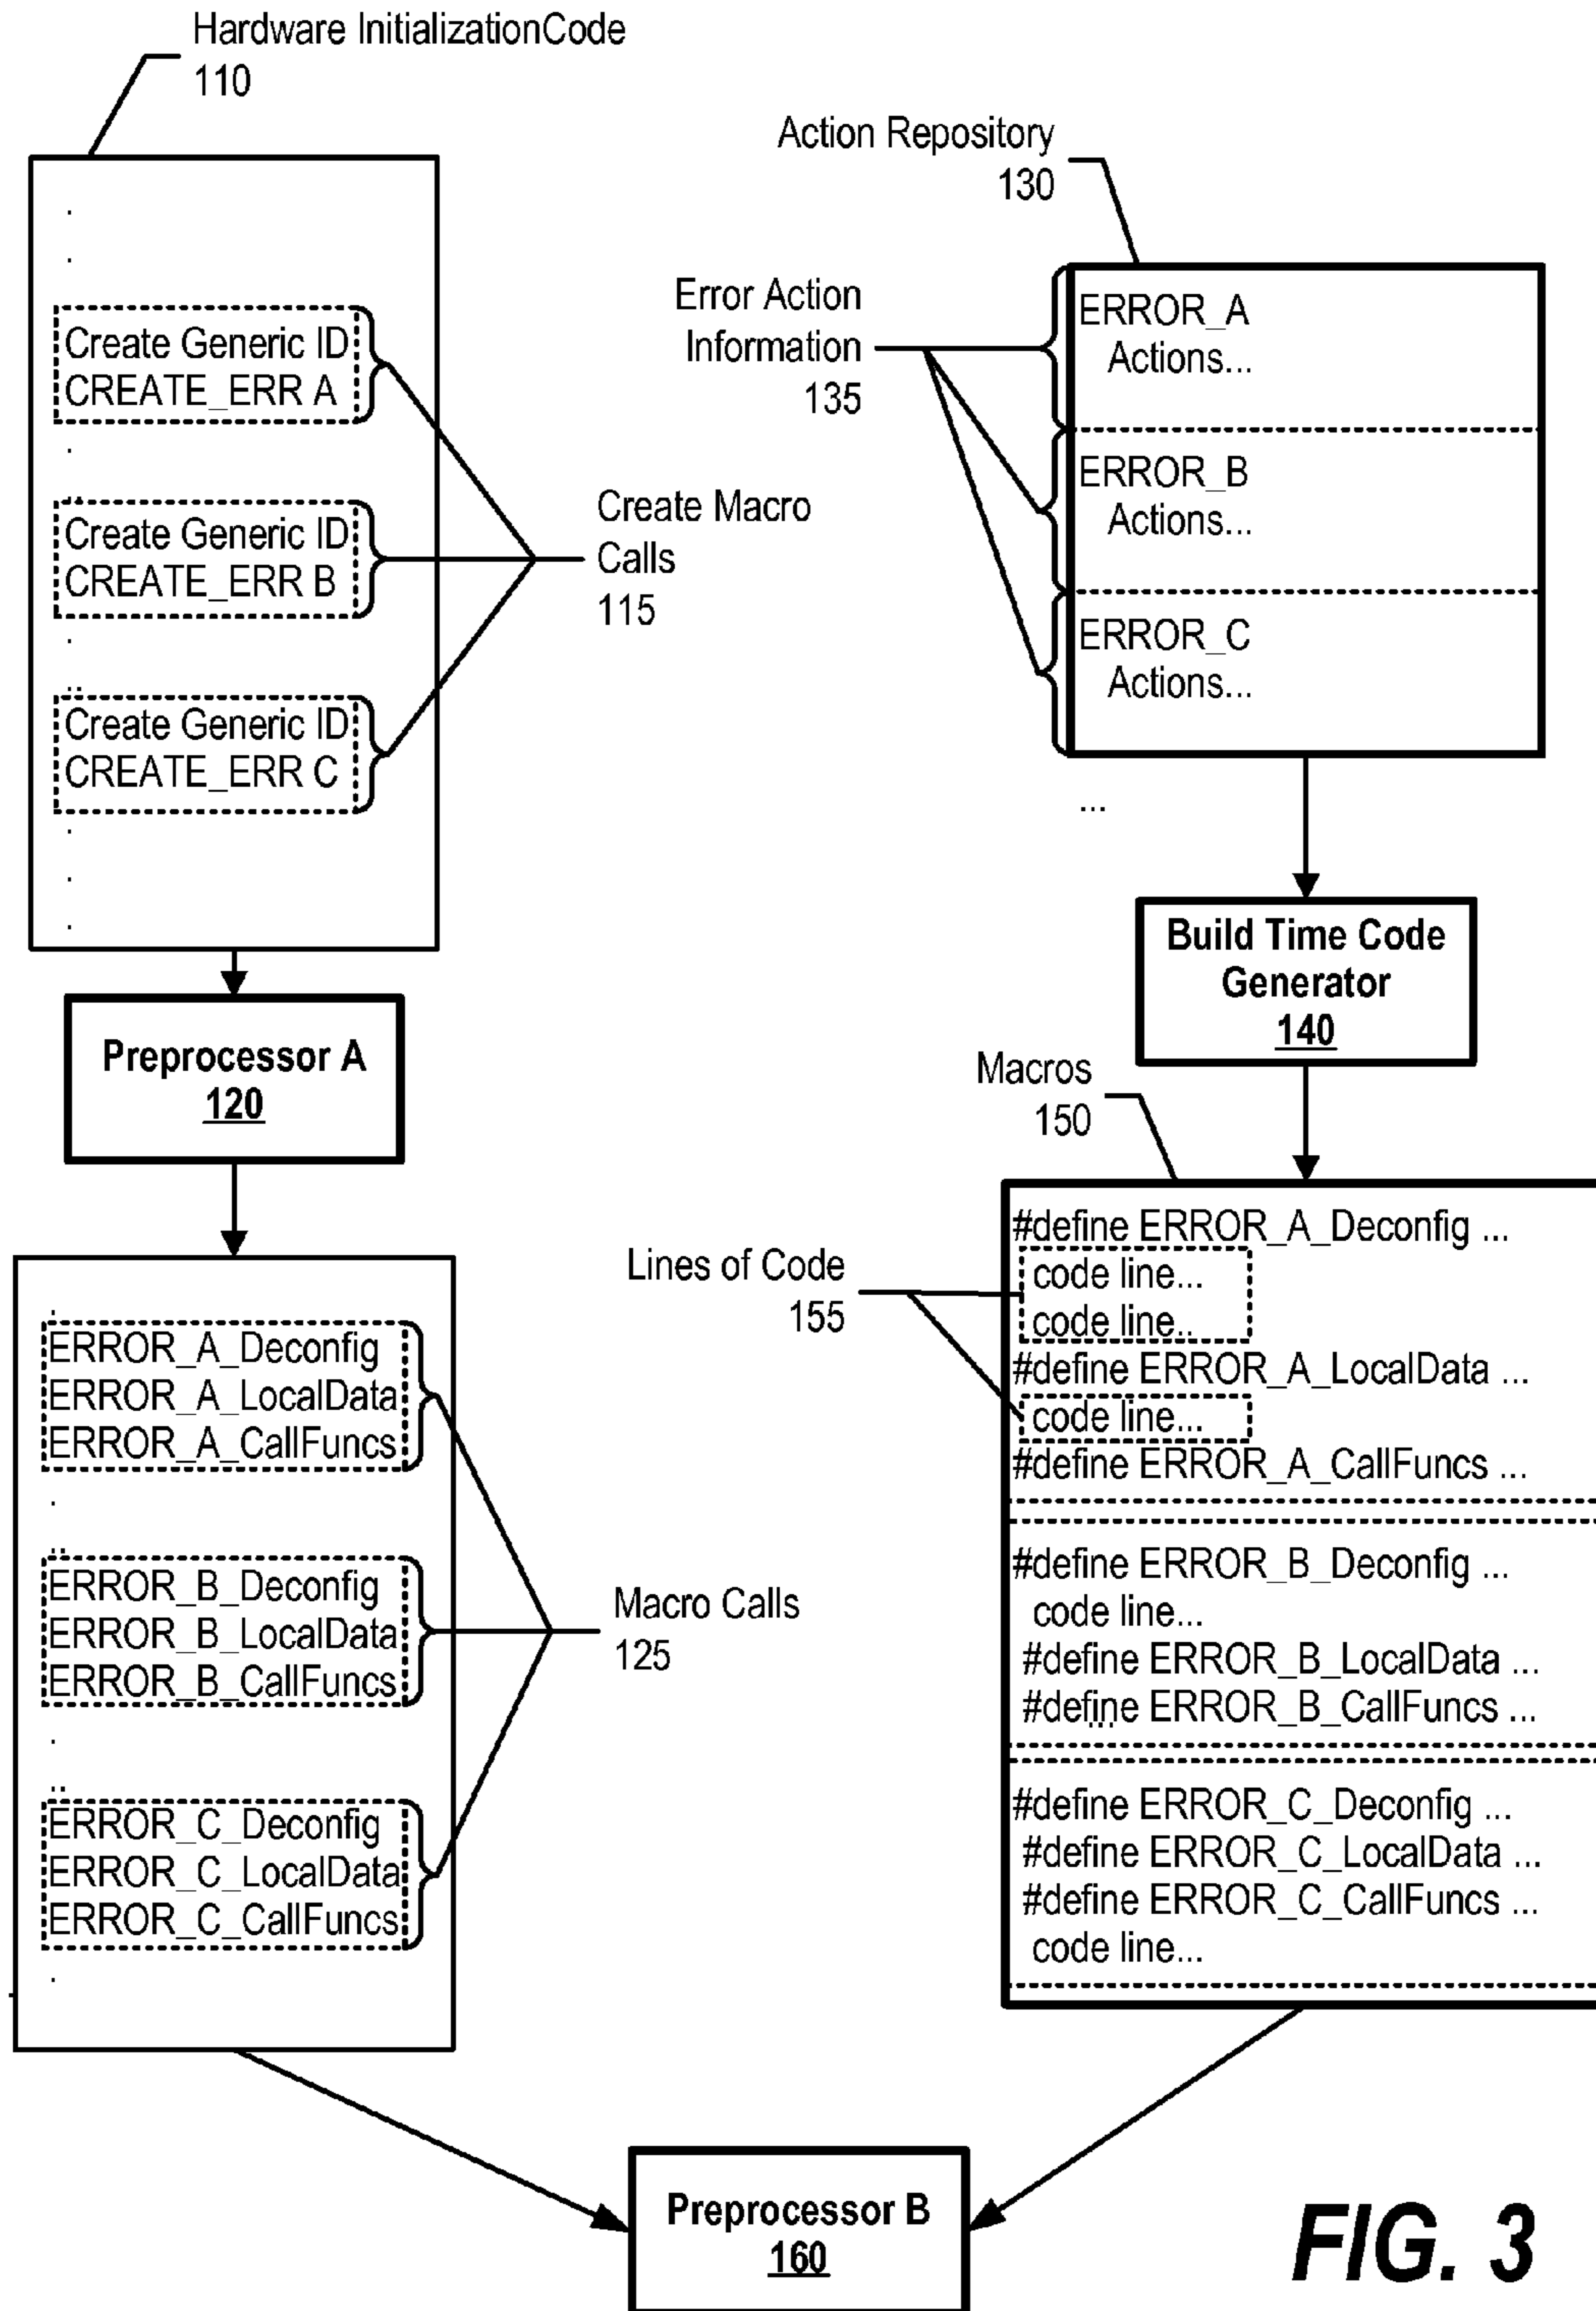 Hardware InitializationCode
110
.
.
Create Generic ID
CREATE_ERR A
.
..
Create Generic ID
CREATE_ERR B
.
..
Create Generic ID
CREATE_ERR C
.
.
.
Create Macro
Calls
115
Preprocessor A
120
.
ERROR_A_Deconfig
ERROR_A_LocalData
ERROR_A_CallFuncs
.
..
ERROR_B_Deconfig
ERROR_B_LocalData
ERROR_B_CallFuncs
.
..
ERROR_C_Deconfig
ERROR_C_LocalData
ERROR_C_CallFuncs
.
Macro Calls
125
Action Repository
130
Error Action
Information
135
ERROR_A
Actions...
ERROR_B
Actions...
ERROR_C
Actions...
...
Build Time Code
Generator
140
Macros
150
Lines of Code
155
#define ERROR_A_Deconfig ...
code line...
code line..
#define ERROR_A_LocalData ...
code line...
#define ERROR_A_CallFuncs ...
#define ERROR_B_Deconfig ...
code line...
#define ERROR_B_LocalData ...
#define ERROR_B_CallFuncs ...
...
#define ERROR_C_Deconfig ...
#define ERROR_C_LocalData ...
#define ERROR_C_CallFuncs ...
code line...
Preprocessor B
160
FIG. 3